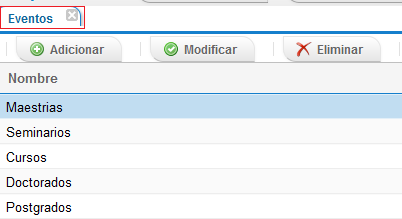 Eventos
Adicionar Modificar Eliminar
Nombre
Maestrias
Seminarios
Cursos
Doctorados
Postgrados